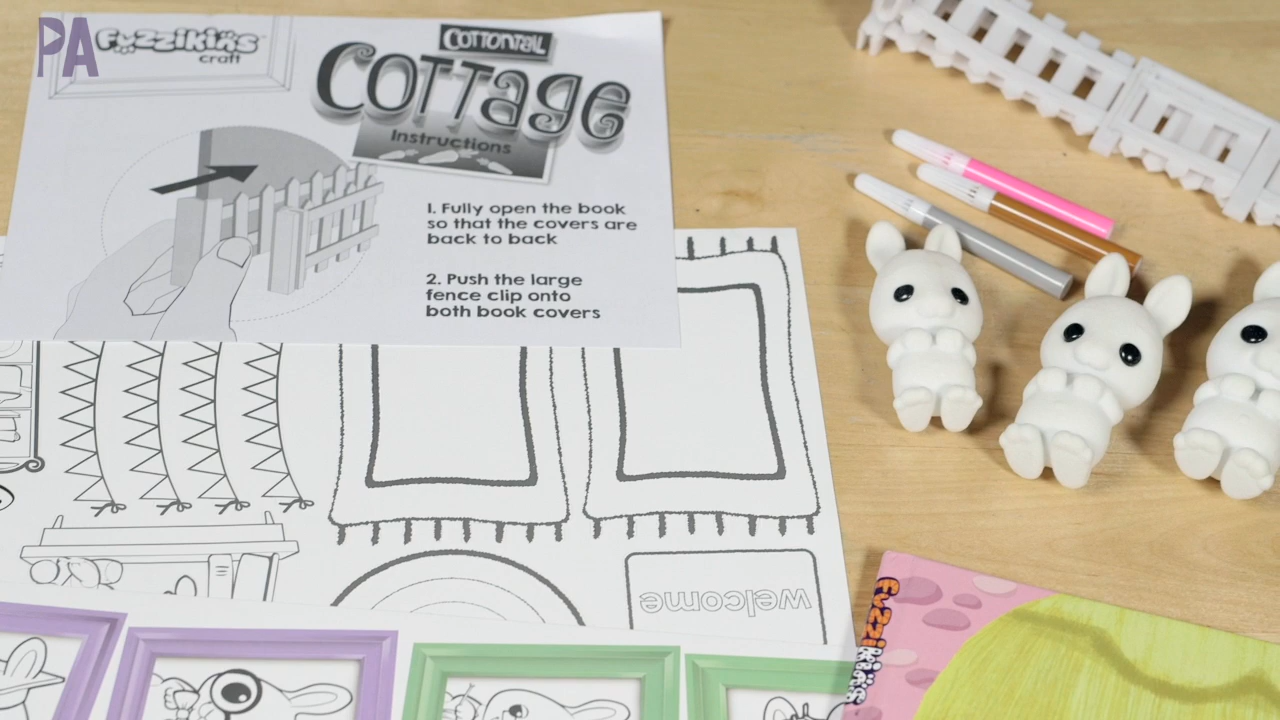 PA
Fuzzikins
craft
COTTONTAIL
COTTage
Instructions
1. Fully open the book
so that the covers are
back to back
2. Push the large
fence clip onto
both book covers
welcome
Fuzzikins